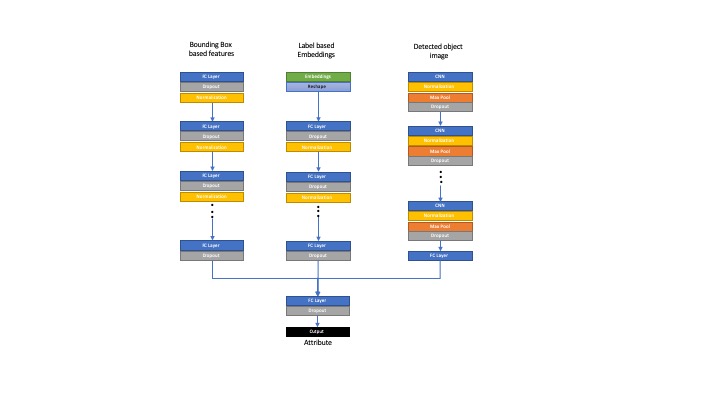 Bounding Box
based features
FC Layer
Dropout
Normalization
FC Layer
Dropout
Normalization
FC Layer
Dropout
Normalization
FC Layer
Dropout
Label based
Embeddings
Embeddings
Reshape
FC Layer
Dropout
Normalization
FC Layer
Dropout
Normalization
FC Layer
Dropout
Detected object
image
CNN
Normalization
Max Pool
Dropout
CNN
Normalization
Max Pool
Dropout
CNN
Normalization
Max Pool
Dropout
FC Layer
FC Layer
Dropout
Output
Attribute